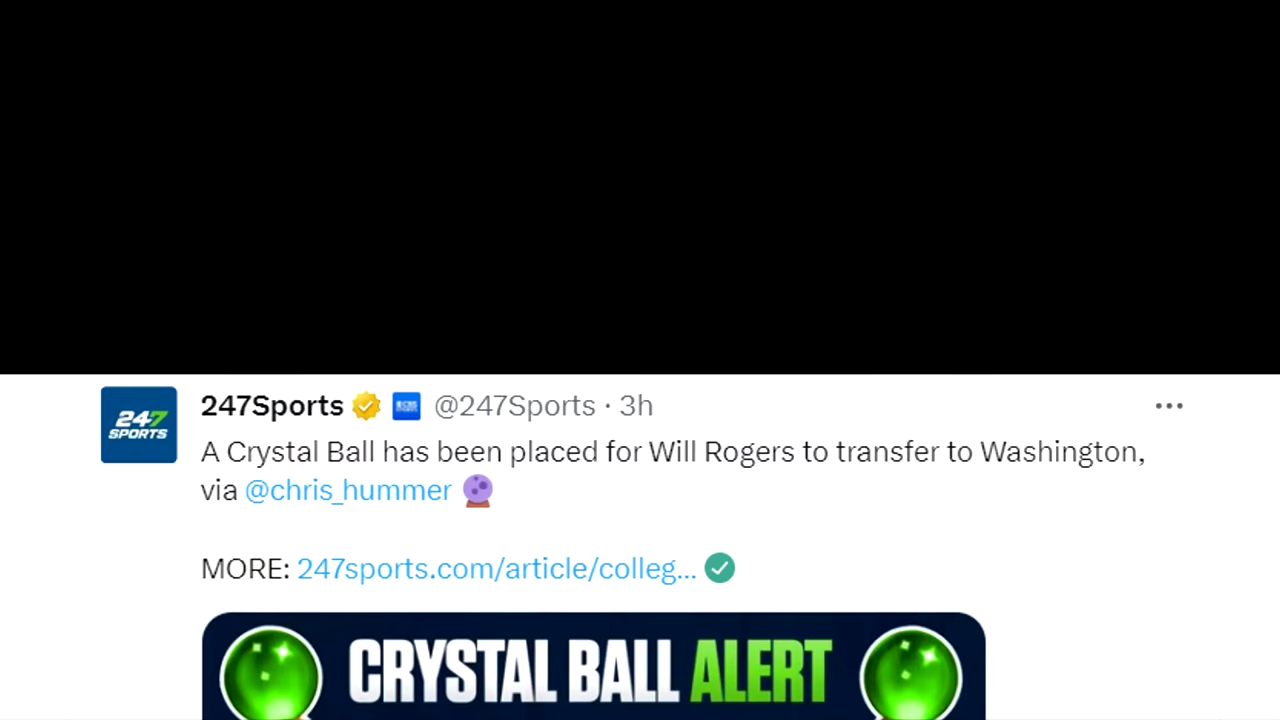 247 SPORTS
247Sports @247Sports · 3h
A Crystal Ball has been placed for Will Rogers to transfer to Washington,
via @chris_hummer
MORE: 247sports.com/article/colleg...
CRYSTAL BALL ALERT